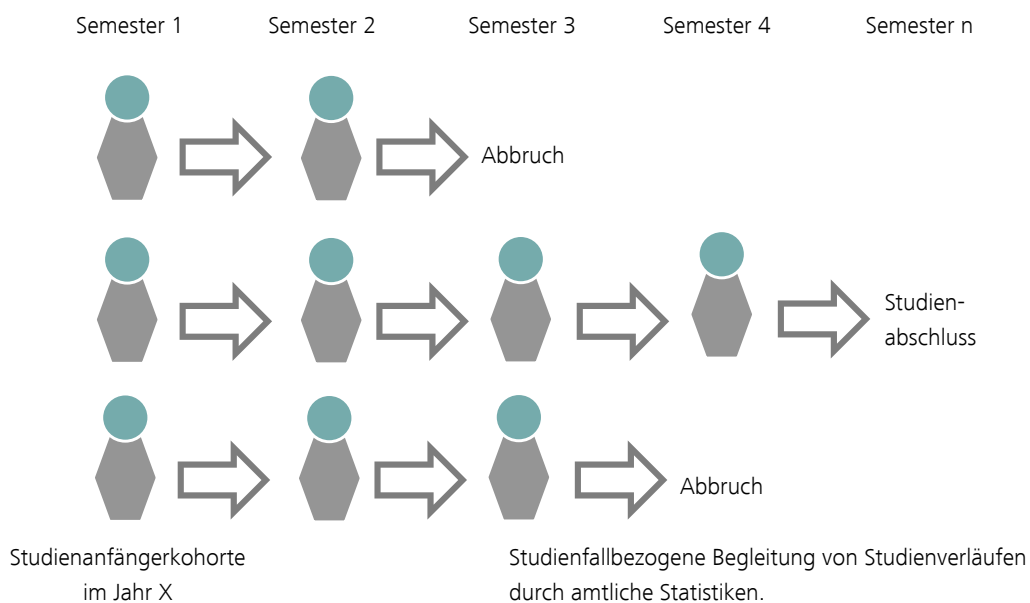 Semester 1 Semester 2 Semester 3 Semester 4 Semester n
Abbruch
Studien-
abschluss
Abbruch
Studienanfängerkohorte
im Jahr X
Studienfallbezogene Begleitung von Studienverläufen
durch amtliche Statistiken.